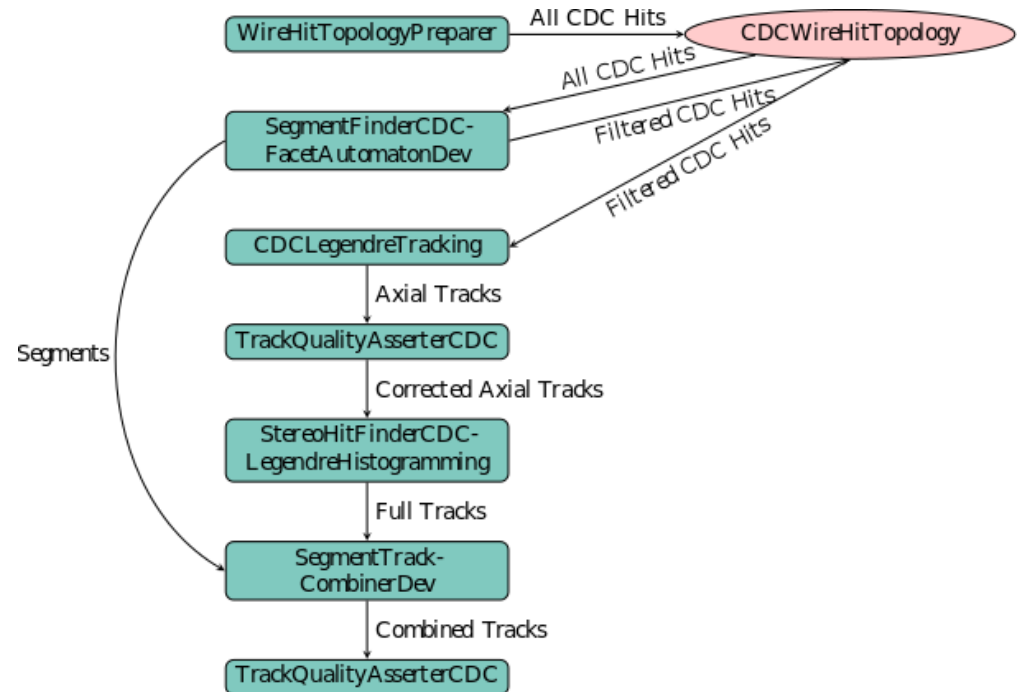 WireHitTopologyPreparer
All CDC Hits
CDCWireHitTopology
All CDC Hits
SegmentFinderCDC-
FacetAutomatonDev
Filtered CDC Hits
Filtered CDC Hits
CDCLegendreTracking
Axial Tracks
TrackQualityAsserterCDC
Segments
Corrected Axial Tracks
StereoHitFinderCDC-
LegendreHistogramming
Full Tracks
SegmentTrack-
CombinerDev
Combined Tracks
TrackQualityAsserterCDC